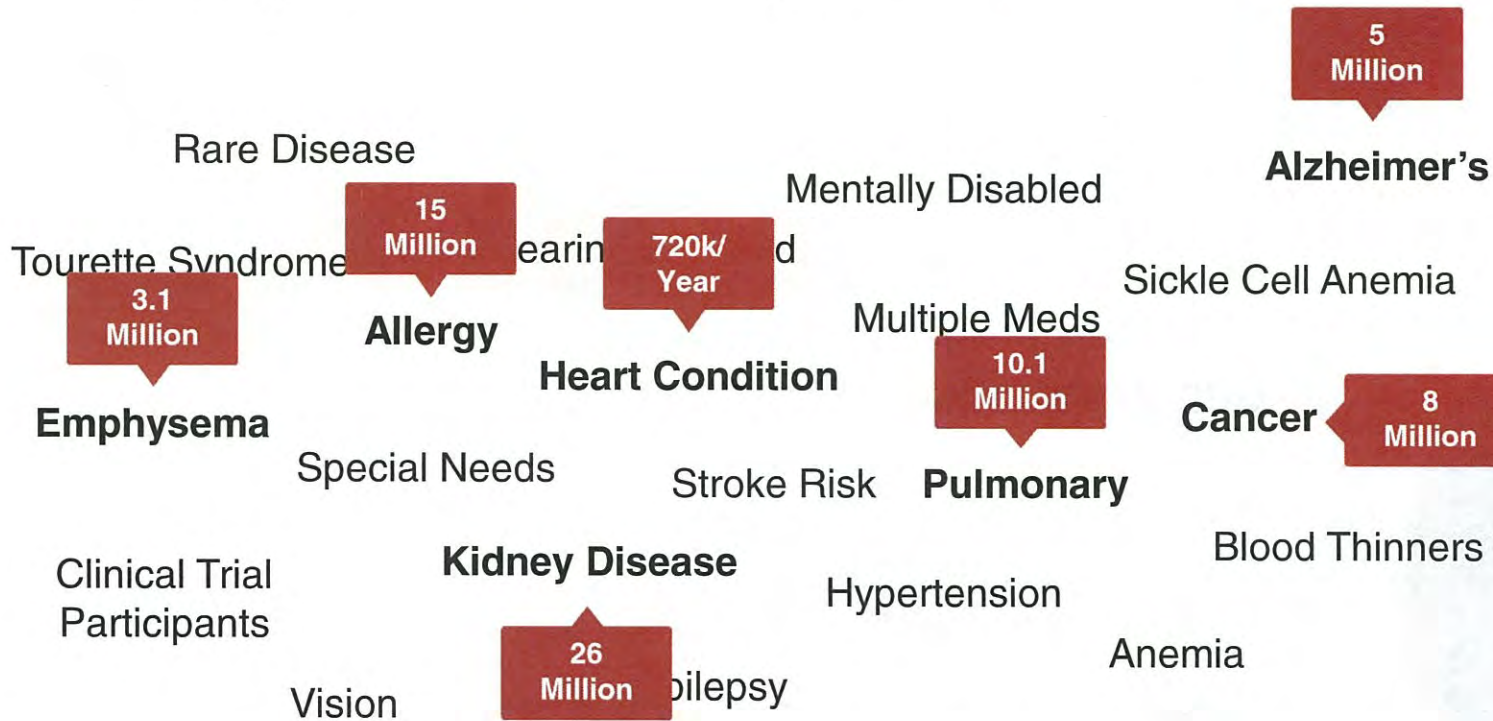 5
Million
Rare Disease
Alzheimer's
Mentally Disabled
15
Million
Tourette Syndrome
720k/
Year
Sickle Cell Anemia
3.1
Million
Allergy
Multiple Meds
Heart Condition
10.1
Million
Emphysema
Cancer
8
Million
Special Needs
Stroke Risk
Pulmonary
Kidney Disease
Blood Thinners
Clinical Trial
Participants
Hypertension
26
Million
Anemia
Vision